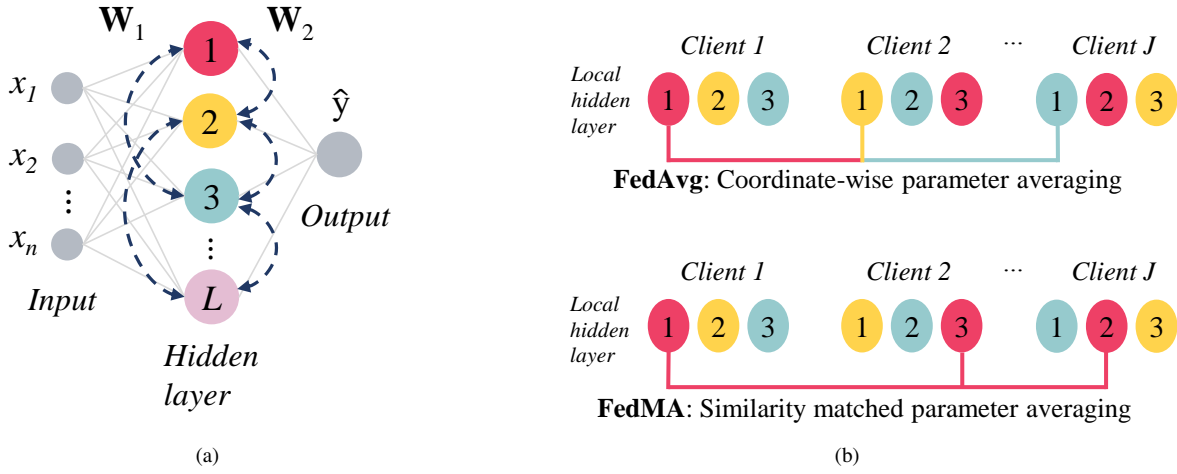 W₁
W₂
x₁
x₂
⋮
xₙ
Input
1
2
3
⋮
L
Hidden
layer
ŷ
Output
(a)
Client 1
Client 2
...
Client J
Local
hidden
layer
1 2 3
1 2 3
1 2 3
FedAvg: Coordinate-wise parameter averaging
Client 1
Client 2
...
Client J
Local
hidden
layer
1 2 3
1 2 3
1 2 3
FedMA: Similarity matched parameter averaging
(b)